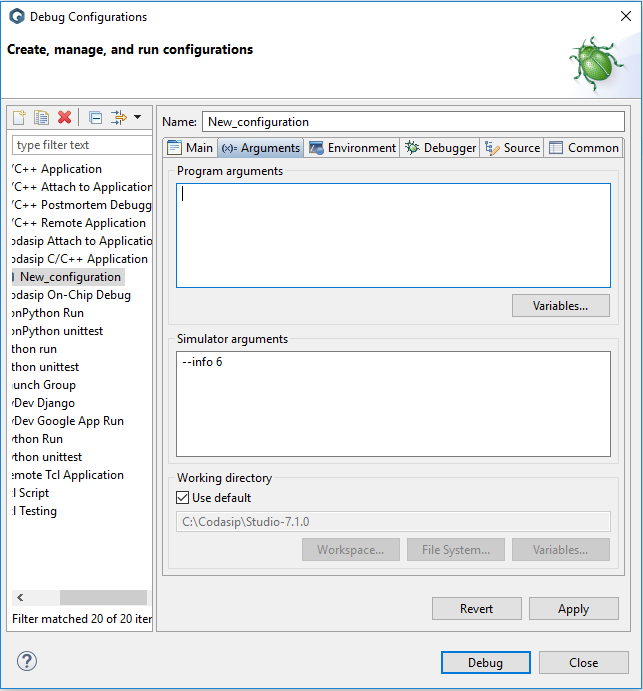 Debug Configurations
Create, manage, and run configurations
type filter text
/C++ Application
/C++ Attach to Application
/C++ Postmortem Debugg
/C++ Remote Application
odasip Attach to Applicatio
odasip C/C++ Application
New_configuration
odasip On-Chip Debug
onPython Run
onPython unittest
thon run
thon unittest
unch Group
Dev Django
Dev Google App Run
ython Run
ython unittest
emote Tcl Application
cl Script
cl Testing
Filter matched 20 of 20 iter
Name: New_configuration
Main (x)= Arguments Environment Debugger Source Common
Program arguments
Variables...
Simulator arguments
--info 6
Working directory
Use default
C:\Codasip\Studio-7.1.0
Workspace... File System... Variables...
Revert Apply
? Debug Close